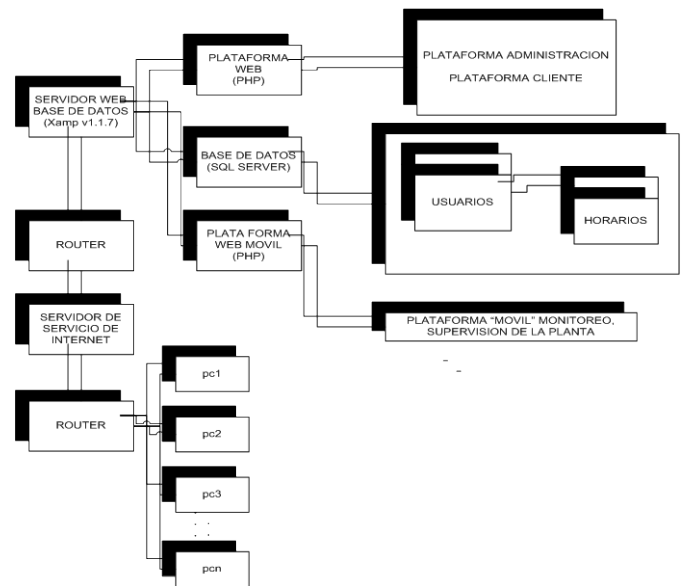 PLATAFORMA
WEB
(PHP)
PLATAFORMA ADMINISTRACION
PLATAFORMA CLIENTE
SERVIDOR WEB
BASE DE DATOS
(Xamp v1.1.7)
BASE DE DATOS
(SQL SERVER)
USUARIOS
HORARIOS
PLATA FORMA
WEB MOVIL
(PHP)
ROUTER
SERVIDOR DE
SERVICIO DE
INTERNET
PLATAFORMA “MOVIL” MONITOREO,
SUPERVISION DE LA PLANTA
ROUTER
pc1
pc2
pc3
pcn